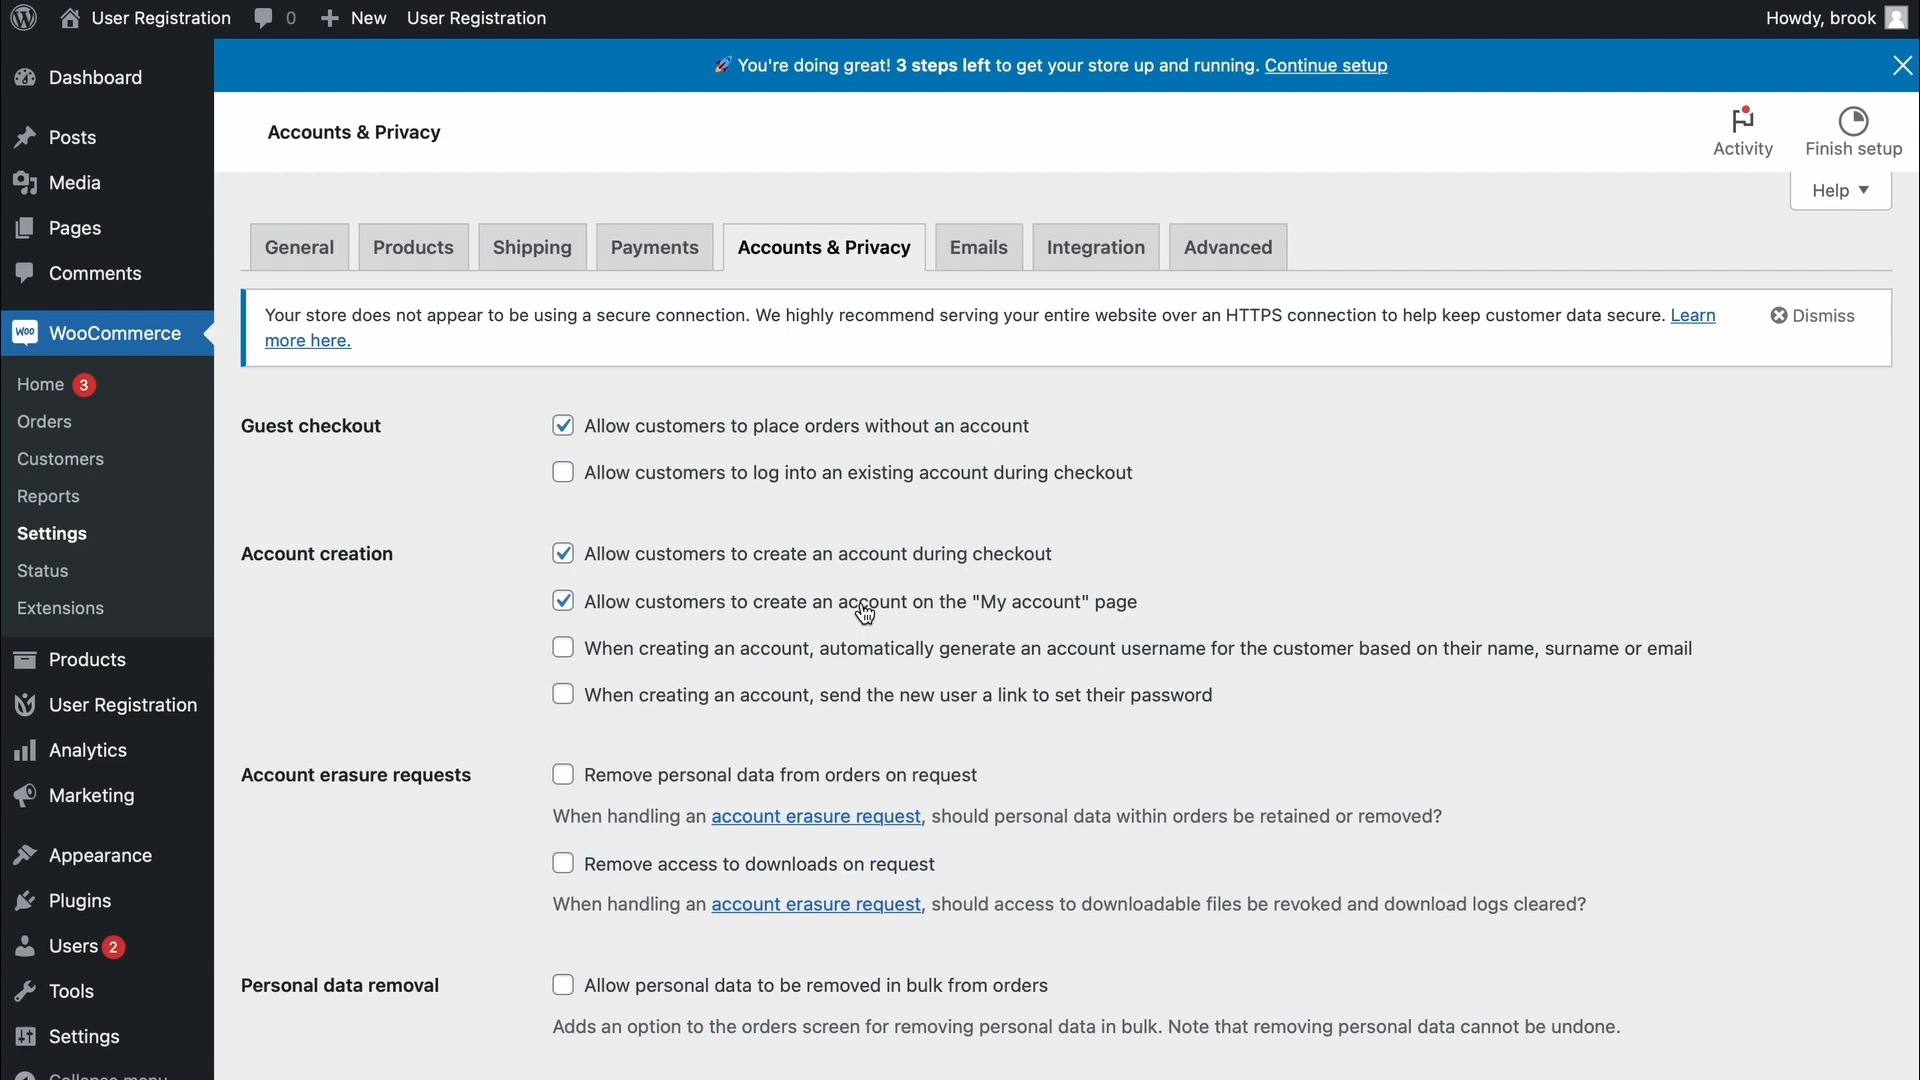 User Registration 0 New User Registration Howdy, brook
🚀 You're doing great! 3 steps left to get your store up and running. Continue setup
Dashboard
Posts
Media
Pages
Comments
WOO WooCommerce
Home 3
Orders
Customers
Reports
Settings
Status
Extensions
Products
User Registration
Analytics
Marketing
Appearance
Plugins
Users 2
Tools
Settings
Collapse menu
Accounts & Privacy
Activity
Finish setup
Help ▼
General Products Shipping Payments Accounts & Privacy Emails Integration Advanced
Your store does not appear to be using a secure connection. We highly recommend serving your entire website over an HTTPS connection to help keep customer data secure. Learn
more here.
Dismiss
Guest checkout
Allow customers to place orders without an account
Allow customers to log into an existing account during checkout
Account creation
Allow customers to create an account during checkout
Allow customers to create an account on the "My account" page
When creating an account, automatically generate an account username for the customer based on their name, surname or email
When creating an account, send the new user a link to set their password
Account erasure requests
Remove personal data from orders on request
When handling an account erasure request, should personal data within orders be retained or removed?
Remove access to downloads on request
When handling an account erasure request, should access to downloadable files be revoked and download logs cleared?
Personal data removal
Allow personal data to be removed in bulk from orders
Adds an option to the orders screen for removing personal data in bulk. Note that removing personal data cannot be undone.